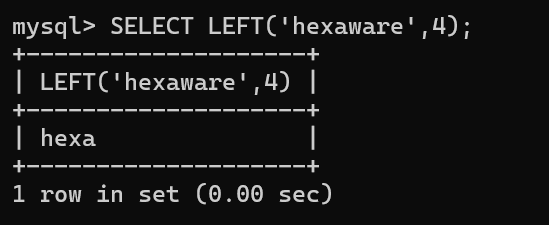 mysql> SELECT LEFT('hexaware',4);
+--------------------+
| LEFT('hexaware',4) |
+--------------------+
| hexa               |
+--------------------+
1 row in set (0.00 sec)